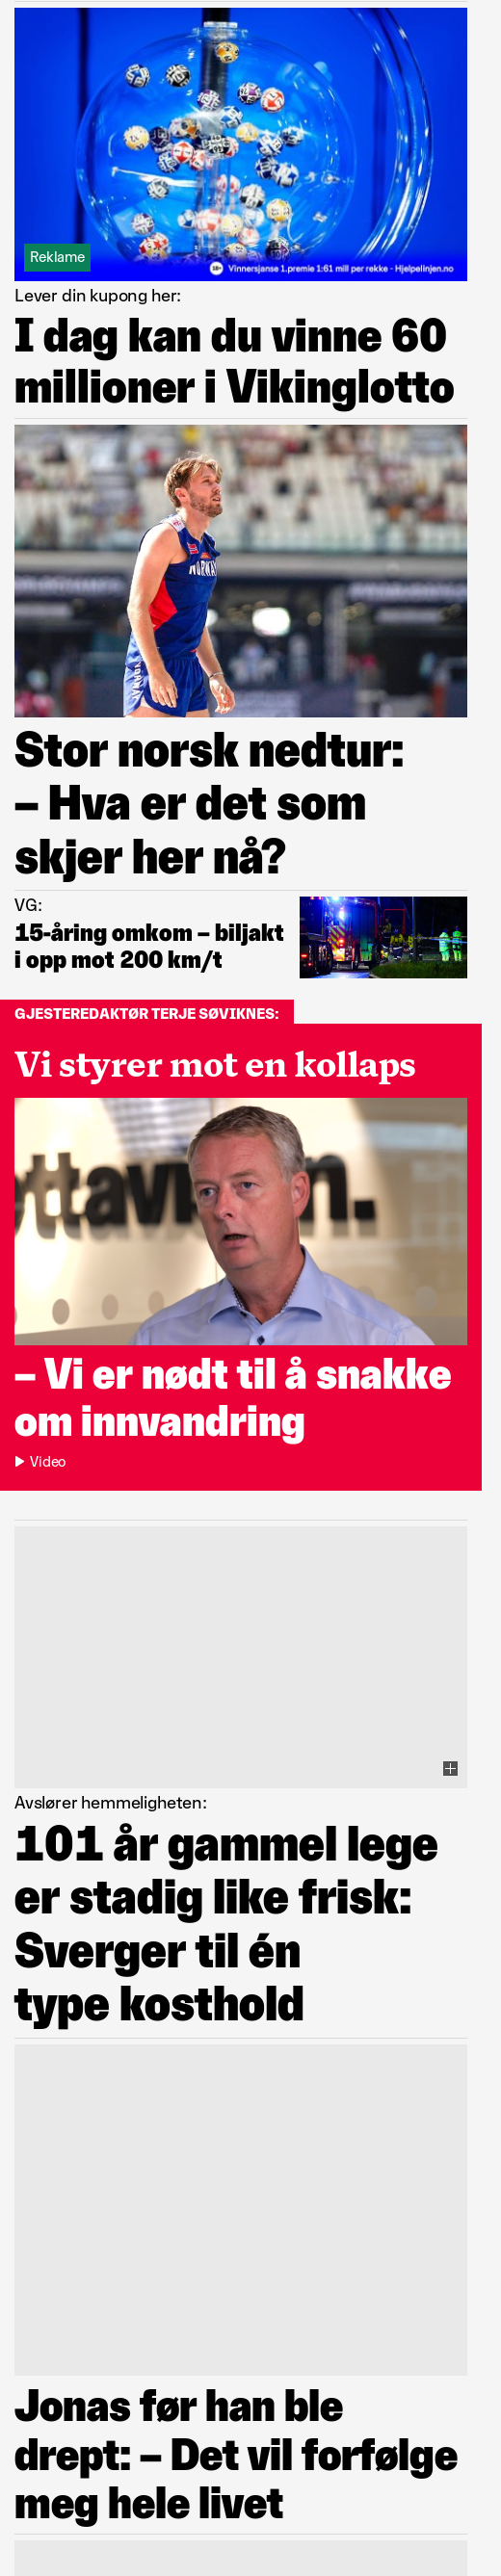 Reklame
18+ Vinnersjanse 1.premie 1:61 mill per rekke - Hjelpelinjen.no
Lever din kupong her:
I dag kan du vinne 60
millioner i Vikinglotto
NORWAY
Stor norsk nedtur:
– Hva er det som
skjer her nå?
VG:
15-åring omkom – biljakt
i opp mot 200 km/t
GJESTEREDAKTØR TERJE SØVIKNES:
Vi styrer mot en kollaps
ttavisen.
– Vi er nødt til å snakke
om innvandring
Video
Avslører hemmeligheten:
101 år gammel lege
er stadig like frisk:
Sverger til én
type kosthold
Jonas før han ble
drept: – Det vil forfølge
meg hele livet